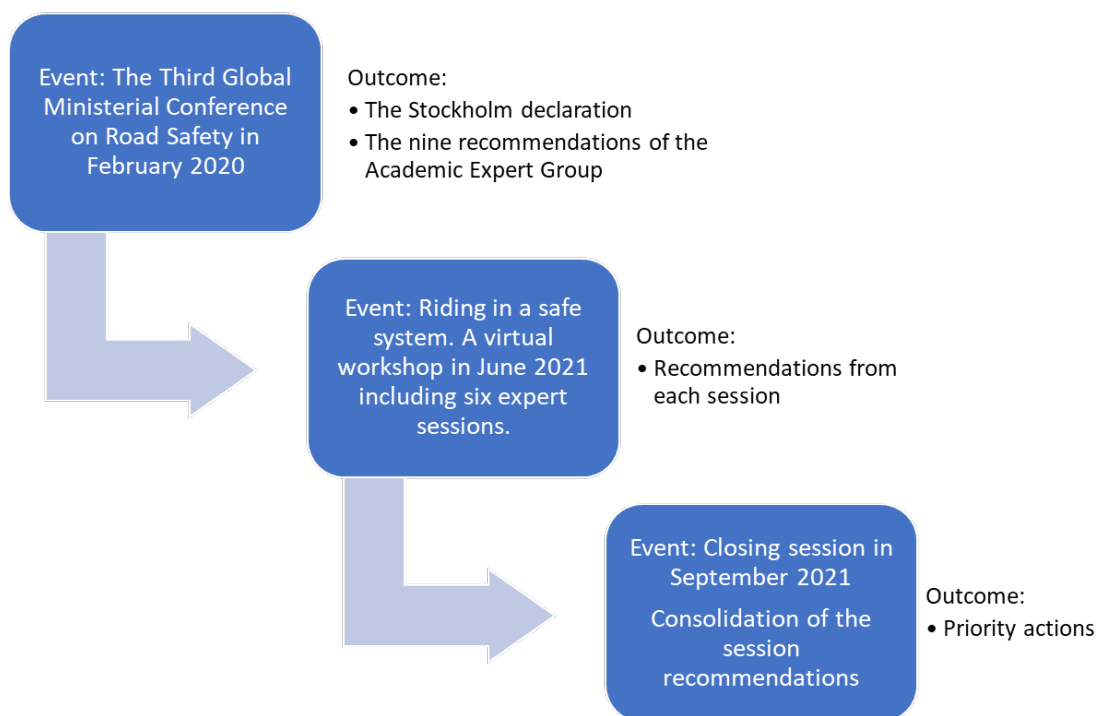 Event: The Third Global
Ministerial Conference
on Road Safety in
February 2020
Outcome:
• The Stockholm declaration
• The nine recommendations of the
Academic Expert Group
Event: Riding in a safe
system. A virtual
workshop in June 2021
including six expert
sessions.
Outcome:
• Recommendations from
each session
Event: Closing session in
September 2021
Consolidation of the
session
recommendations
Outcome:
• Priority actions